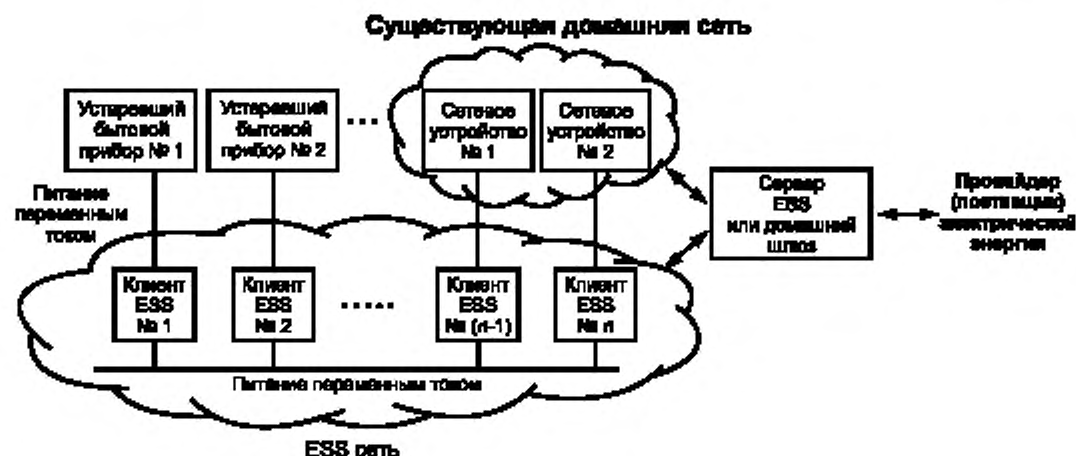 Существующая домашняя сеть
Устаревший
бытовой
прибор № 1
Устаревший
бытовой
прибор № 2
Сетевое
устройство
№ 1
Сетевое
устройство
№ 2
Питание
переменным
током
Сервер
ESS
или домашний
шлюз
Провайдер
(поставщик)
электрической
энергии
Клиент
ESS
№ 1
Клиент
ESS
№ 2
Клиент
ESS
№ (n-1)
Клиент
ESS
№ n
Питание переменным током
ESS сеть